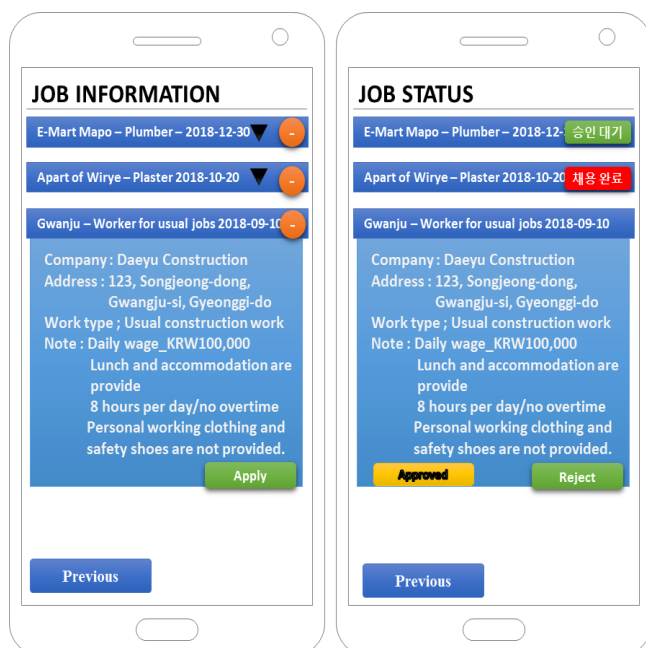 JOB INFORMATION
E-Mart Mapo – Plumber – 2018-12-30
-
Apart of Wirye – Plaster 2018-10-20
-
Gwanju – Worker for usual jobs 2018-09-10
-
Company : Daeyu Construction
Address : 123, Songjeong-dong,
Gwangju-si, Gyeonggi-do
Work type ; Usual construction work
Note : Daily wage_KRW100,000
Lunch and accommodation are
provide
8 hours per day/no overtime
Personal working clothing and
safety shoes are not provided.
Apply
Previous
JOB STATUS
E-Mart Mapo – Plumber – 2018-12-
승인 대기
Apart of Wirye – Plaster 2018-10-20
채용 완료
Gwanju – Worker for usual jobs 2018-09-10
Company : Daeyu Construction
Address : 123, Songjeong-dong,
Gwangju-si, Gyeonggi-do
Work type ; Usual construction work
Note : Daily wage_KRW100,000
Lunch and accommodation are
provide
8 hours per day/no overtime
Personal working clothing and
safety shoes are not provided.
Approved
Reject
Previous